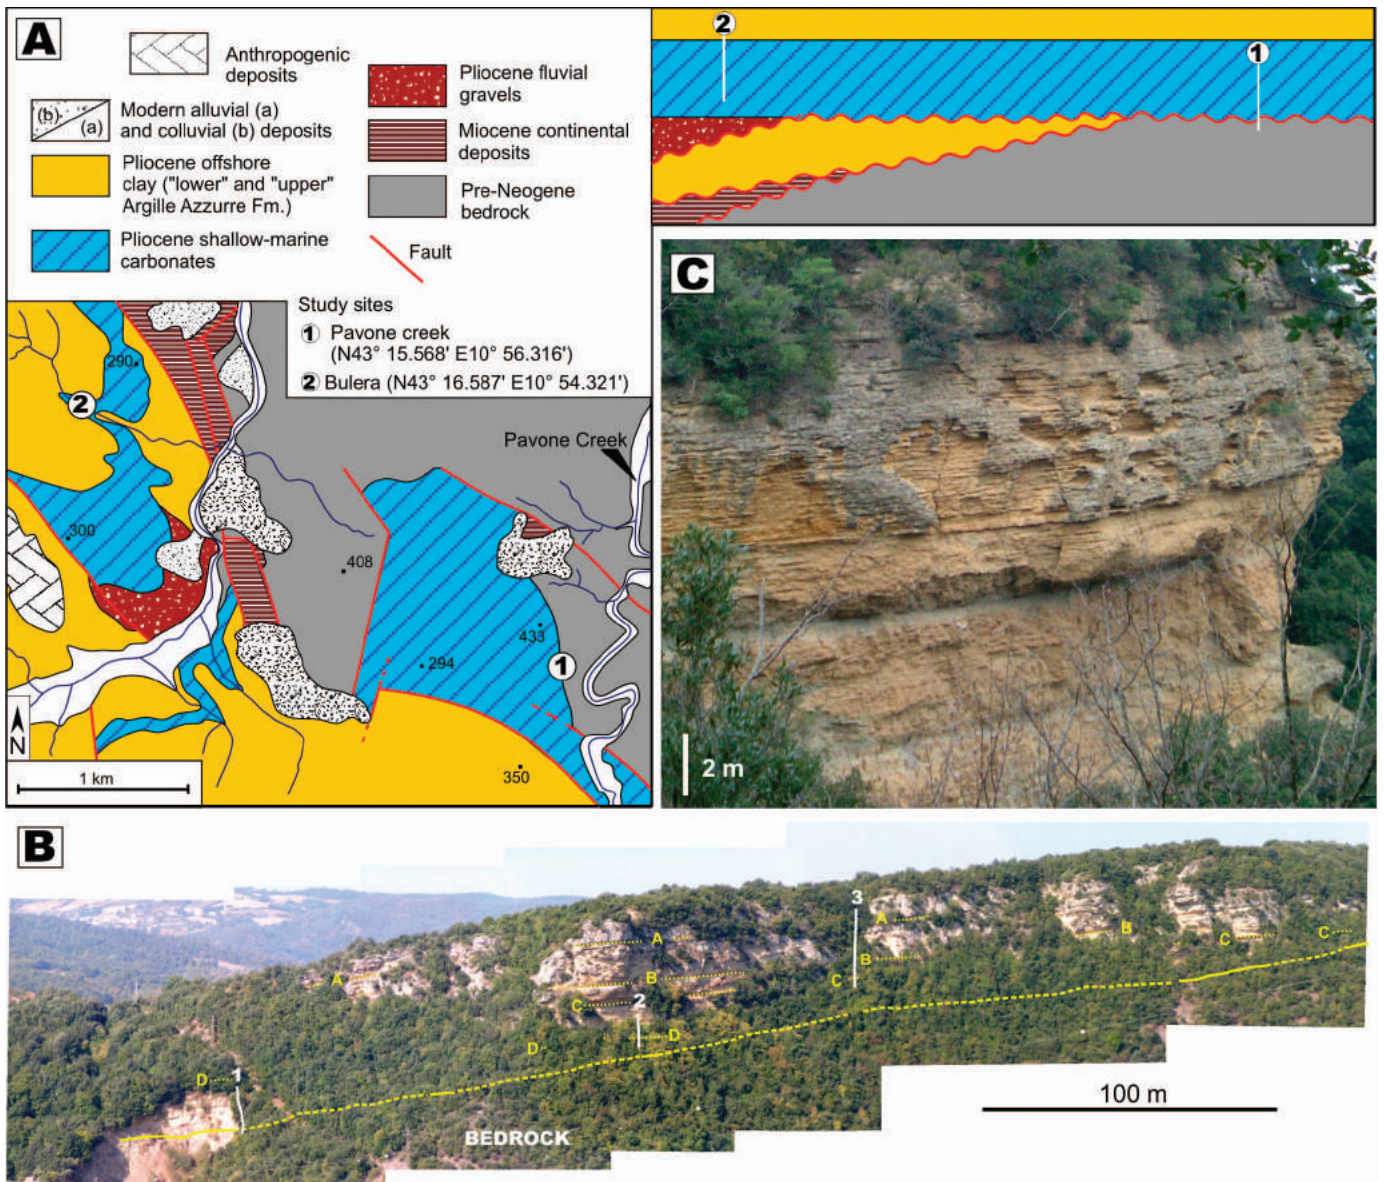 A
Anthropogenic
deposits
(b)
(a)
Modern alluvial (a)
and colluvial (b) deposits
Pliocene offshore
clay ("lower" and "upper"
Argille Azzurre Fm.)
Pliocene shallow-marine
carbonates
Pliocene fluvial
gravels
Miocene continental
deposits
Pre-Neogene
bedrock
Fault
Study sites
1 Pavone creek
(N43° 15.568' E10° 56.316')
2 Bulera (N43° 16.587' E10° 54.321')
290
2
Pavone Creek
300
408
433
294
1
350
N
1 km
2
1
C
2 m
B
3
A
A
A
B
B
B
C
C
C
C
2
D
D
D
1
BEDROCK
100 m